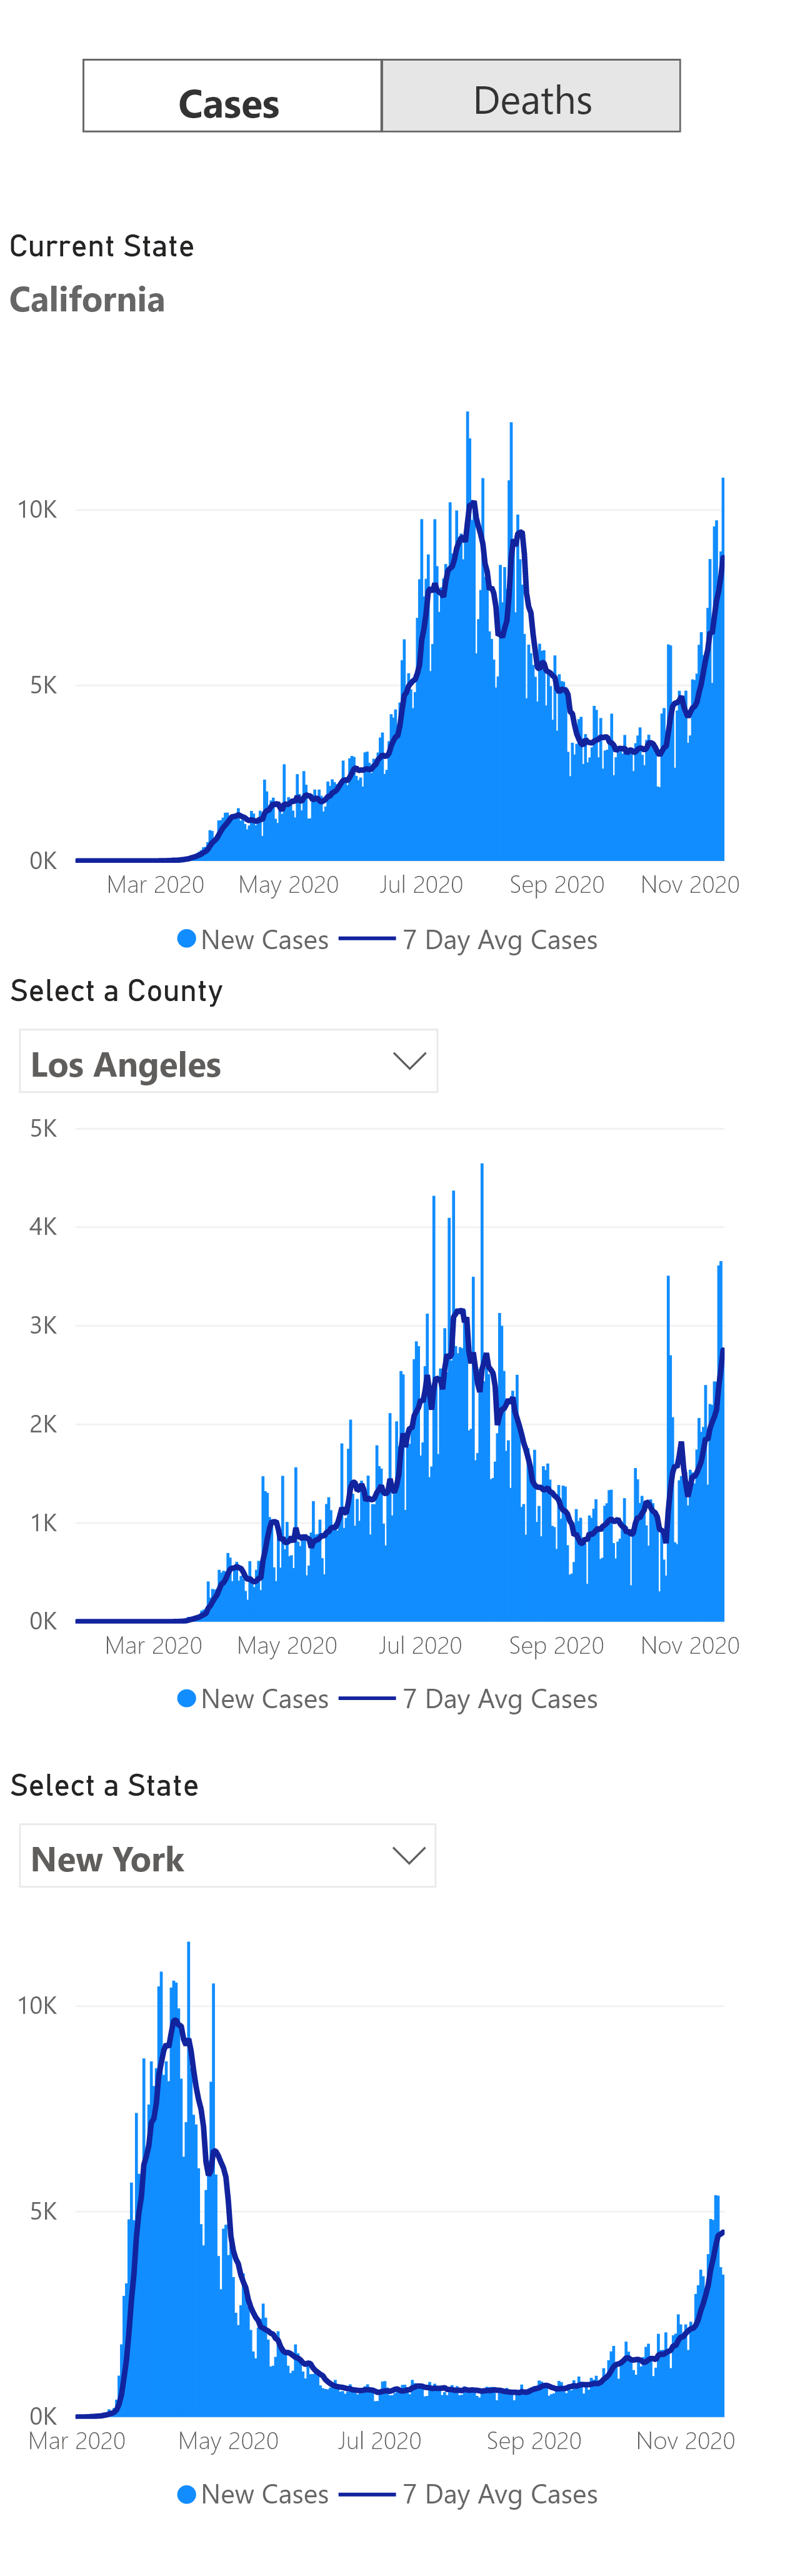 Cases Deaths
Current State
California
10K
5K
0K
Mar 2020 May 2020 Jul 2020 Sep 2020 Nov 2020
New Cases 7 Day Avg Cases
Select a County
Los Angeles
5K
4K
3K
2K
1K
0K
Mar 2020 May 2020 Jul 2020 Sep 2020 Nov 2020
New Cases 7 Day Avg Cases
Select a State
New York
10K
5K
0K
Mar 2020 May 2020 Jul 2020 Sep 2020 Nov 2020
New Cases 7 Day Avg Cases